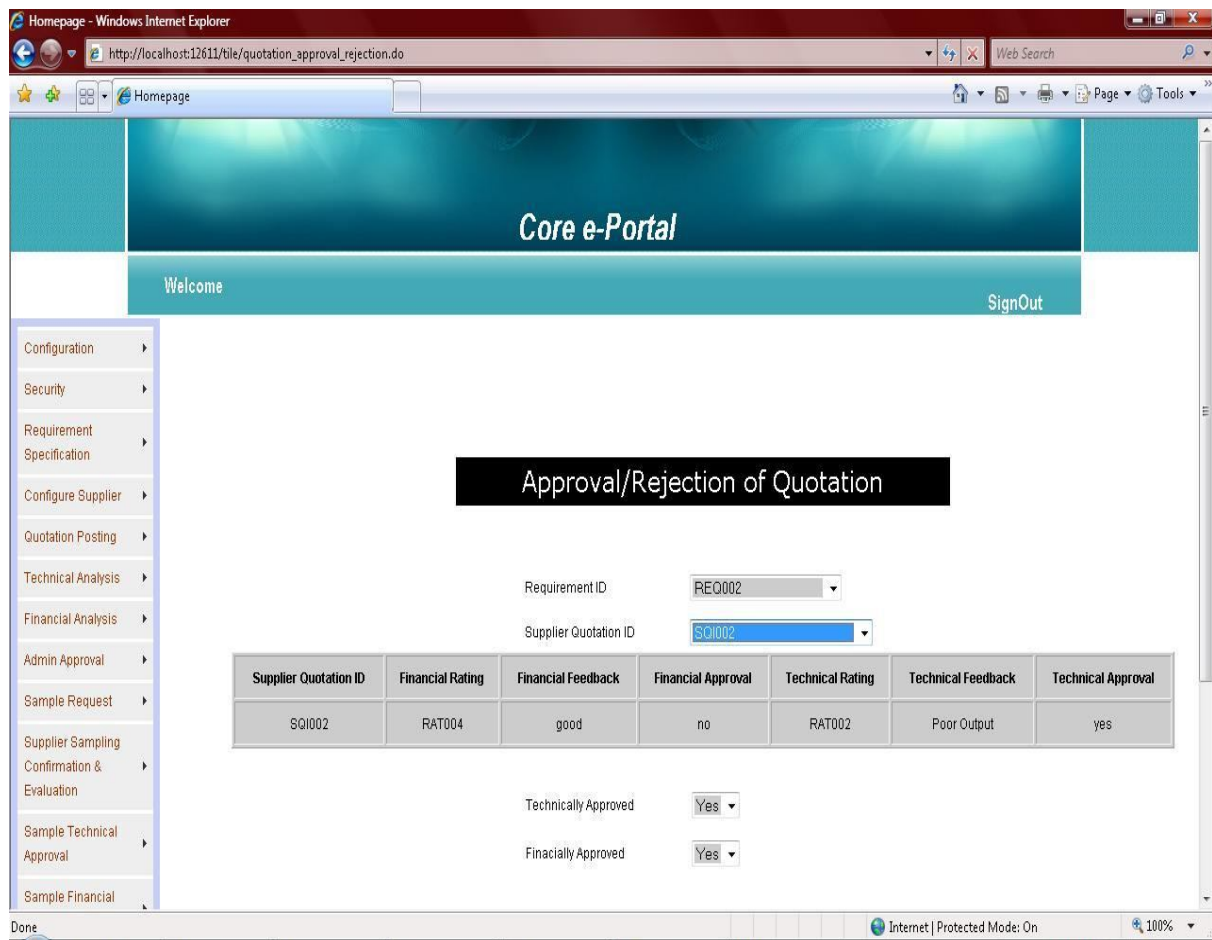 Homepage - Windows Internet Explorer
http://localhost:12611/tile/quotation_approval_rejection.do
Web Search
Homepage
Page
Tools
Core e-Portal
Welcome
SignOut
Configuration
Security
Requirement
Specification
Configure Supplier
Quotation Posting
Technical Analysis
Financial Analysis
Admin Approval
Sample Request
Supplier Sampling
Confirmation &
Evaluation
Sample Technical
Approval
Sample Financial
Approval/Rejection of Quotation
Requirement ID REQ002
Supplier Quotation ID SQI002
Supplier Quotation ID Financial Rating Financial Feedback Financial Approval Technical Rating Technical Feedback Technical Approval
SQI002 RAT004 good no RAT002 Poor Output yes
Technically Approved Yes
Finacially Approved Yes
Done
Internet | Protected Mode: On
100%